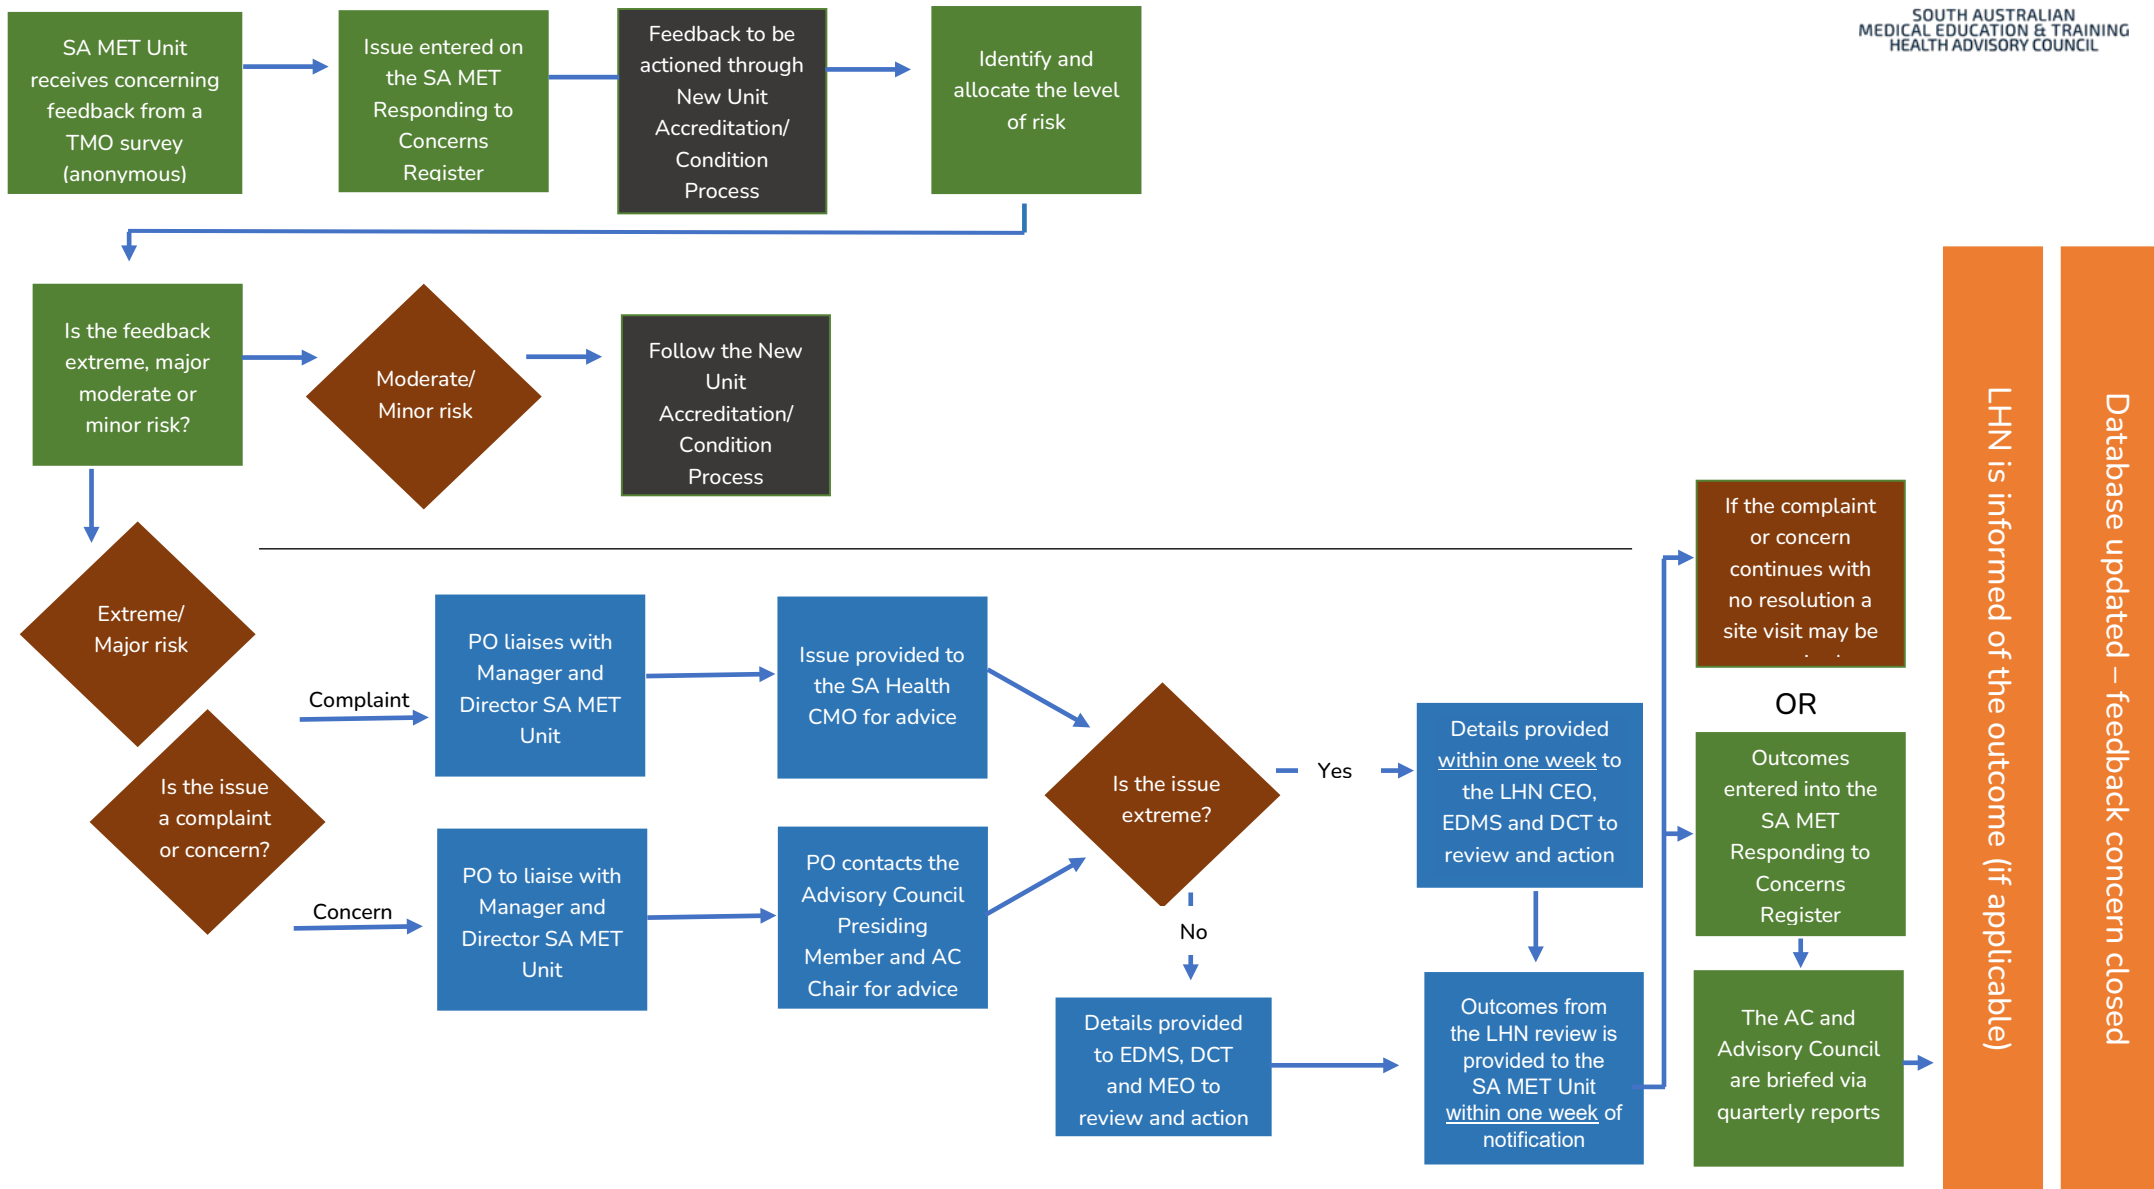 SOUTH AUSTRALIAN
MEDICAL EDUCATION & TRAINING
HEALTH ADVISORY COUNCIL
SA MET Unit
receives concerning
feedback from a
TMO survey
(anonymous)
Issue entered on
the SA MET
Responding to
Concerns
Register
Feedback to be
actioned through
New Unit
Accreditation/
Condition
Process
Identify and
allocate the level
of risk
Is the feedback
extreme, major
moderate or
minor risk?
Moderate/
Minor risk
Follow the New
Unit
Accreditation/
Condition
Process
Extreme/
Major risk
Is the issue
a complaint
or concern?
Complaint
PO liaises with
Manager and
Director SA MET
Unit
Issue provided to
the SA Health
CMO for advice
Concern
PO to liaise with
Manager and
Director SA MET
Unit
PO contacts the
Advisory Council
Presiding
Member and AC
Chair for advice
Is the issue
extreme?
Yes
No
Details provided
within one week to
the LHN CEO,
EDMS and DCT to
review and action
Details provided
to EDMS, DCT
and MEO to
review and action
Outcomes from
the LHN review is
provided to the
SA MET Unit
within one week of
notification
If the complaint
or concern
continues with
no resolution a
site visit may be
OR
Outcomes
entered into the
SA MET
Responding to
Concerns
Register
The AC and
Advisory Council
are briefed via
quarterly reports
LHN is informed of the outcome (if applicable)
Database updated – feedback concern closed